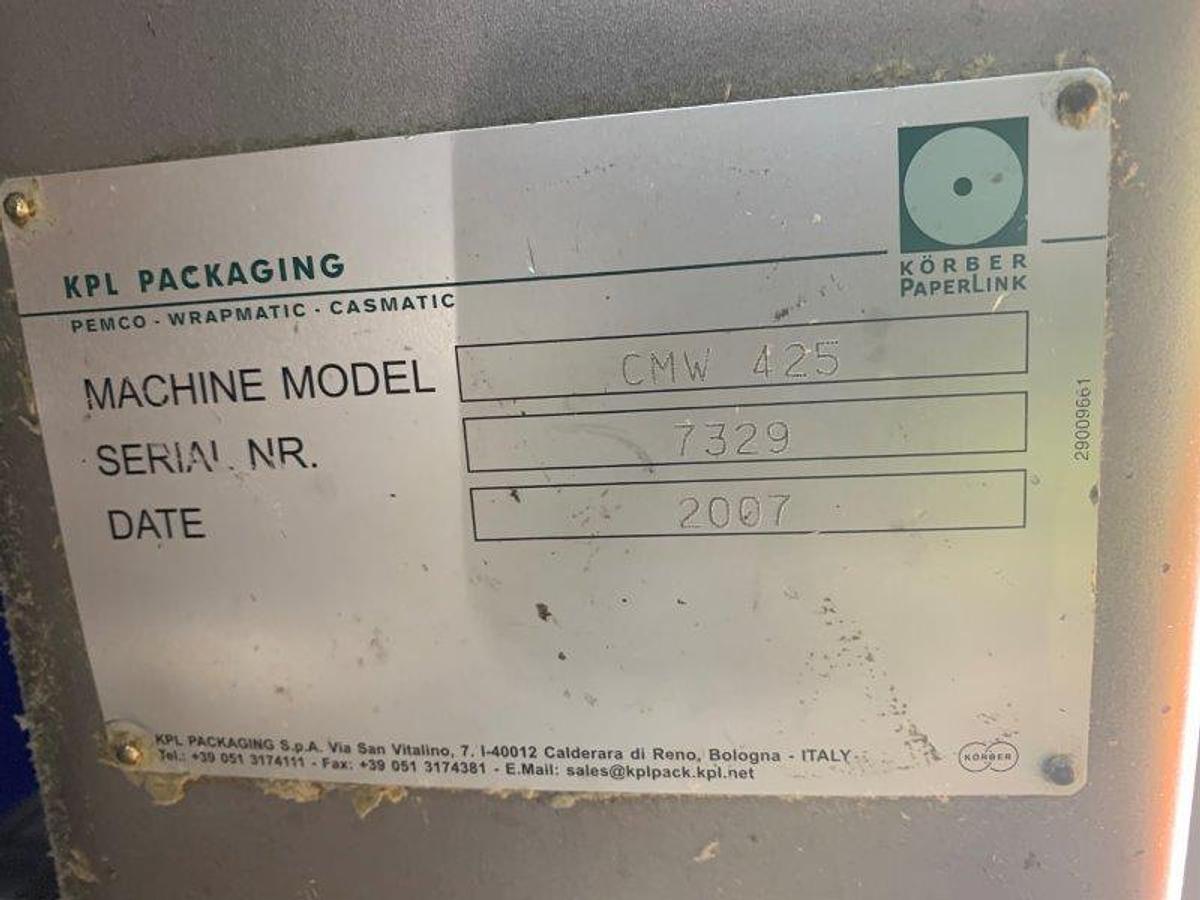 KPL PACKAGING
PEMCO - WRAPMATIC - CASMATIC
KÖRBER
PAPERLINK
MACHINE MODEL CMW 425
SERIAL NR. 7329
DATE 2007
29009661
KPL PACKAGING S.p.A. Via San Vitalino, 7. I-40012 Calderara di Reno, Bologna - ITALY
Tel.: +39 051 3174111 - Fax: +39 051 3174381 - E.Mail: sales@kplpack.kpl.net
KÖRBER